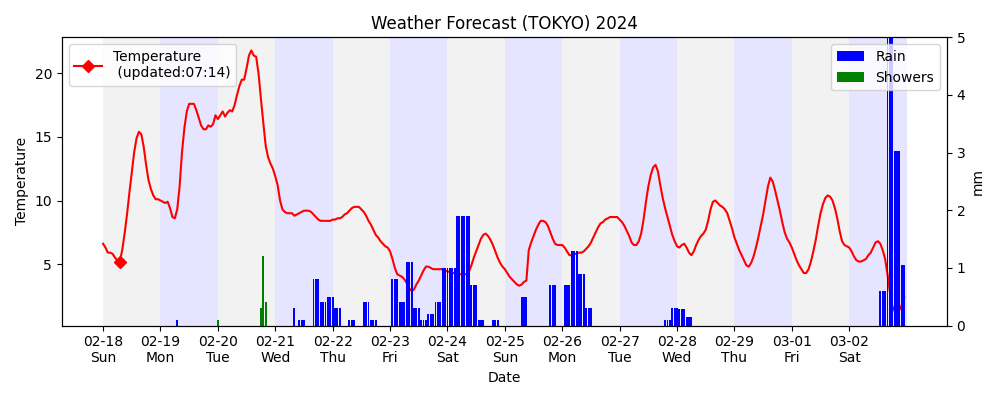 Weather Forecast (TOKYO) 2024
Temperature
(updated:07:14)
Rain
Showers
Temperature
20
15
10
5
5
4
3
2
1
0
mm
02-18 02-19 02-20 02-21 02-22 02-23 02-24 02-25 02-26 02-27 02-28 02-29 03-01 03-02
Sun Mon Tue Wed Thu Fri Sat Sun Mon Tue Wed Thu Fri Sat
Date